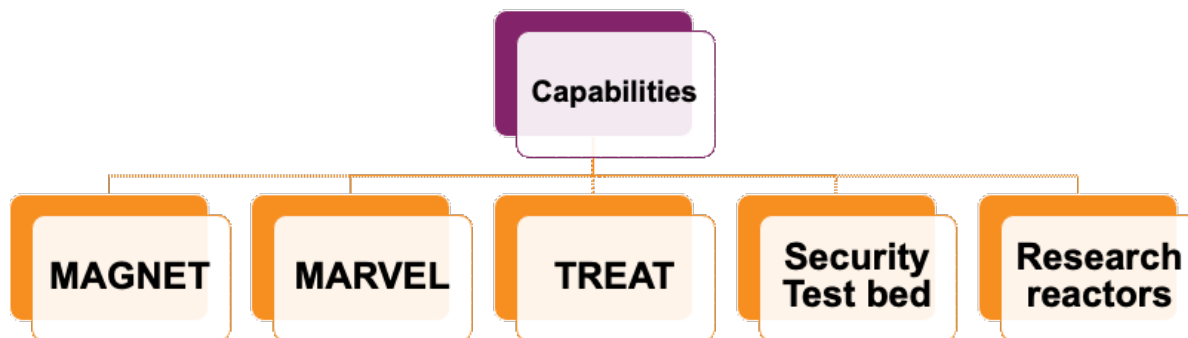 Capabilities
MAGNET
MARVEL
TREAT
Security
Test bed
Research
reactors